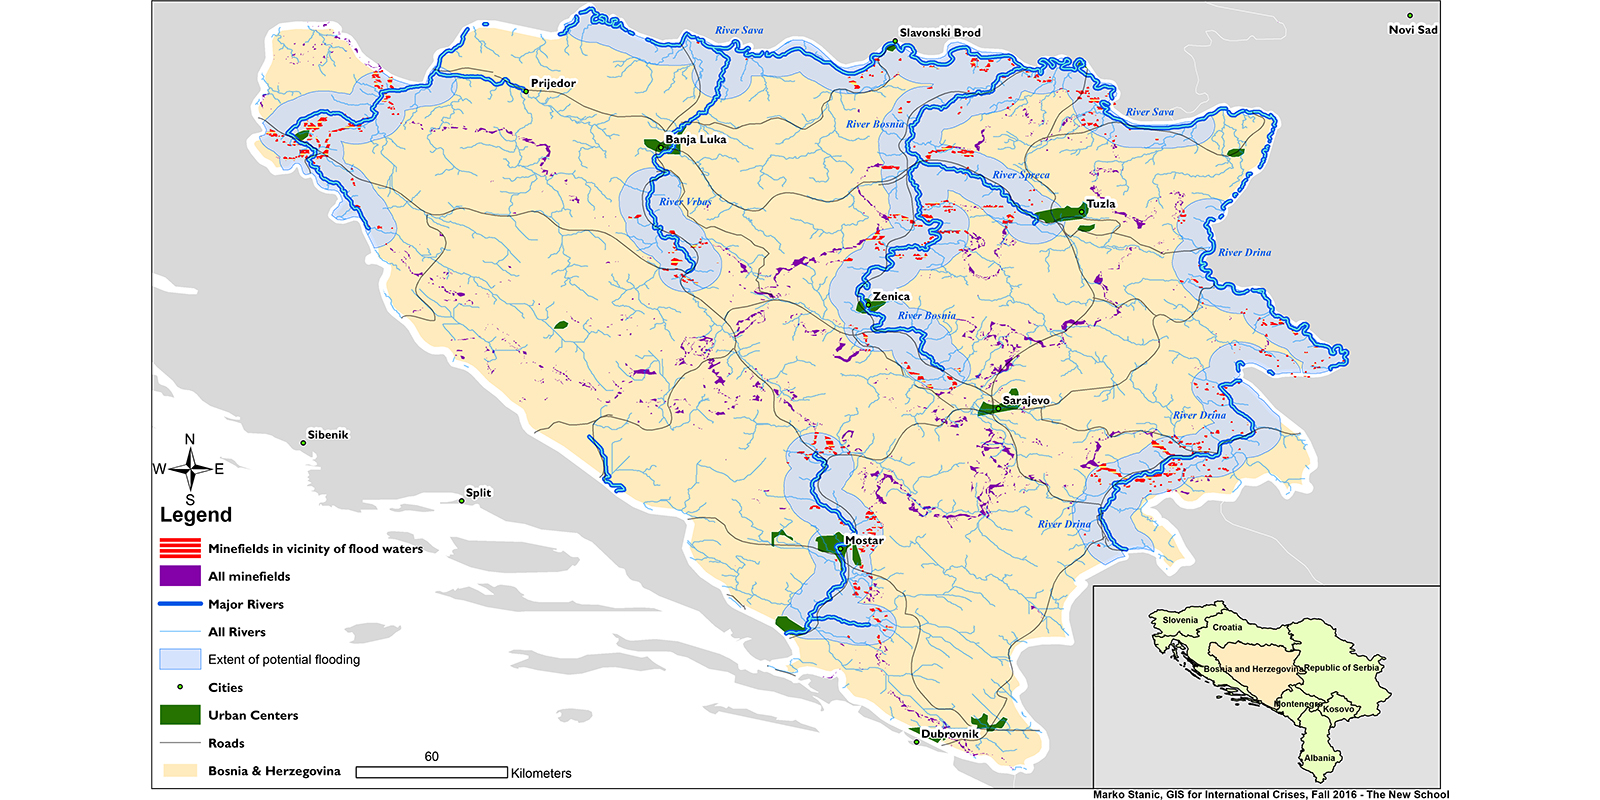 River Sava
Slavonski Brod
Novi Sad
Prijedor
River Bosnia
River Sava
Banja Luka
River Spreca
River Vrbas
Tuzla
River Drina
Zenica
River Bosnia
Sarajevo
River Drina
Sibenik
N
W
E
S
Split
Legend
River Drina
Mostar
Minefields in vicinity of flood waters
All minefields
Major Rivers
All Rivers
Extent of potential flooding
Cities
Urban Centers
Roads
Bosnia & Herzegovina
Dubrovnik
60
Kilometers
Slovenia
Croatia
Bosnia and Herzegovina
Republic of Serbia
Montenegro
Kosovo
Albania
Marko Stanic, GIS for International Crises, Fall 2016 - The New School